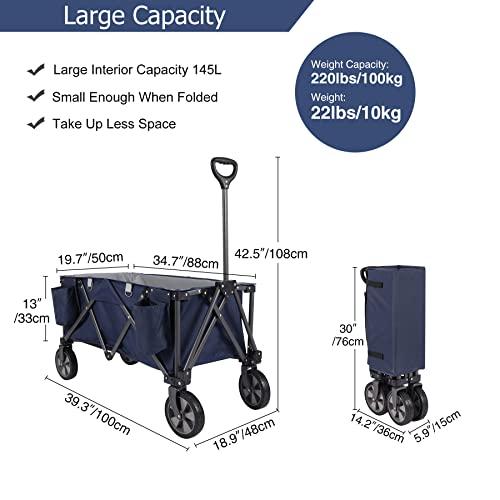 Large Capacity
✓ Large Interior Capacity 145L
✓ Small Enough When Folded
✓ Take Up Less Space
Weight Capacity:
220lbs/100kg
Weight:
22lbs/10kg
42.5"/108cm
19.7"/50cm
34.7"/88cm
13"
/33cm
39.3"/100cm
18.9"/48cm
30"
/76cm
14.2"/36cm
5.9"/15cm